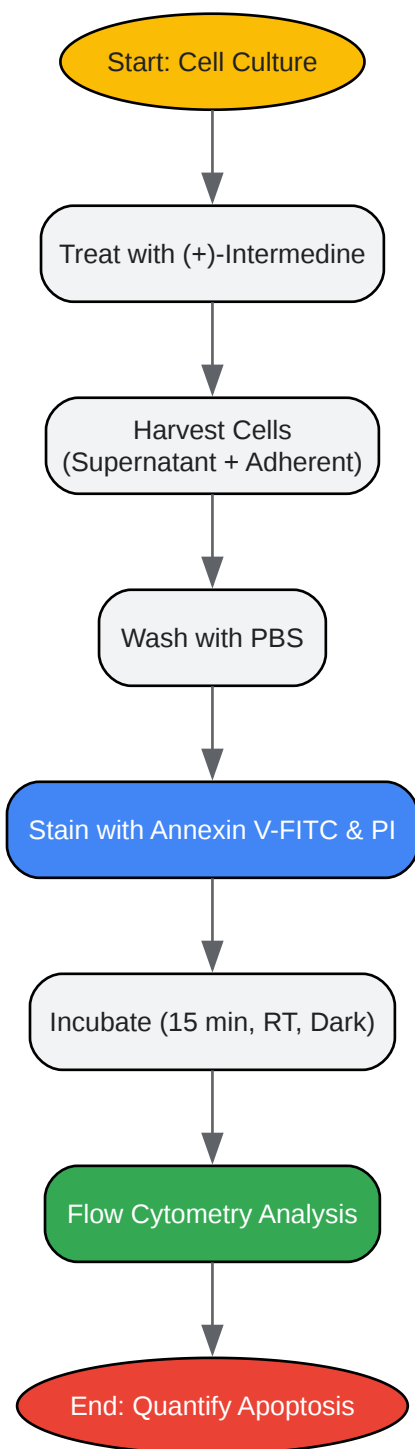 Start: Cell Culture
Treat with (+)-Intermedine
Harvest Cells
(Supernatant + Adherent)
Wash with PBS
Stain with Annexin V-FITC & PI
Incubate (15 min, RT, Dark)
Flow Cytometry Analysis
End: Quantify Apoptosis